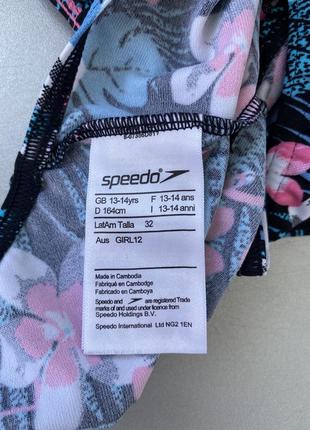 speedo
GB 13-14yrs F 13-14 ans
D 164cm I 13-14 anni
LatAm Talla 32
Aus GIRL12
Made in Cambodia
Fabriqué en Cambodge
Fabricado en Camboya
Speedo and are registered Trade
marks of and used under licence from
Speedo Holdings B.V.
Speedo International Ltd NG2 1EN